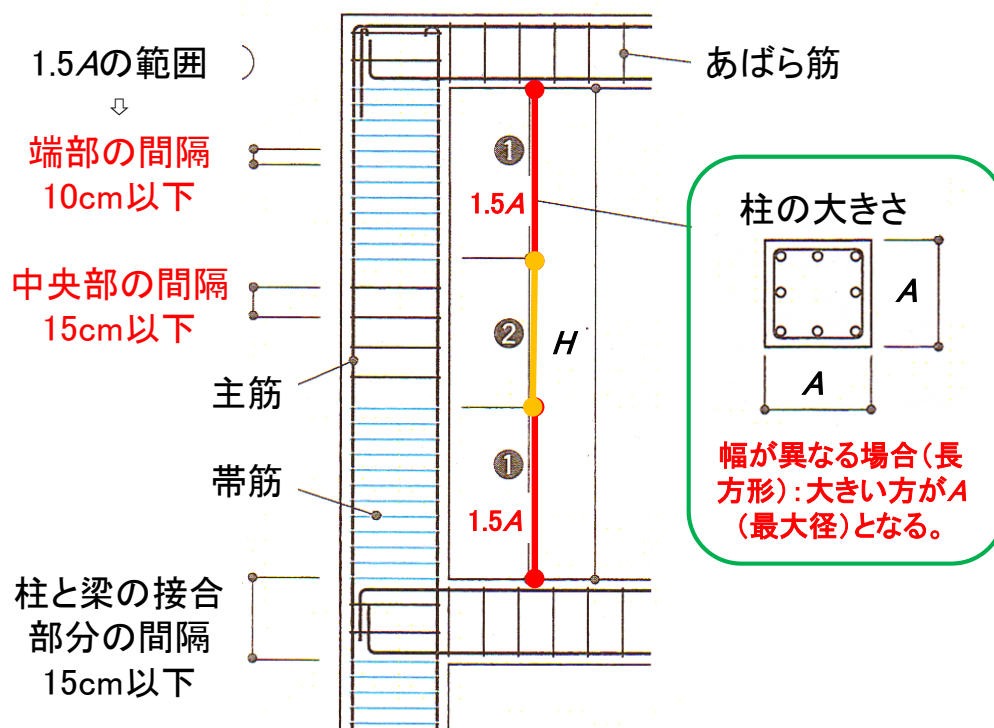 1.5Aの範囲
⇩
端部の間隔
10cm以下
中央部の間隔
15cm以下
主筋
帯筋
柱と梁の接合
部分の間隔
15cm以下
あばら筋
❶
1.5A
❷
H
❶
1.5A
柱の大きさ
A
A
幅が異なる場合（長
方形）：大きい方がA
（最大径）となる。